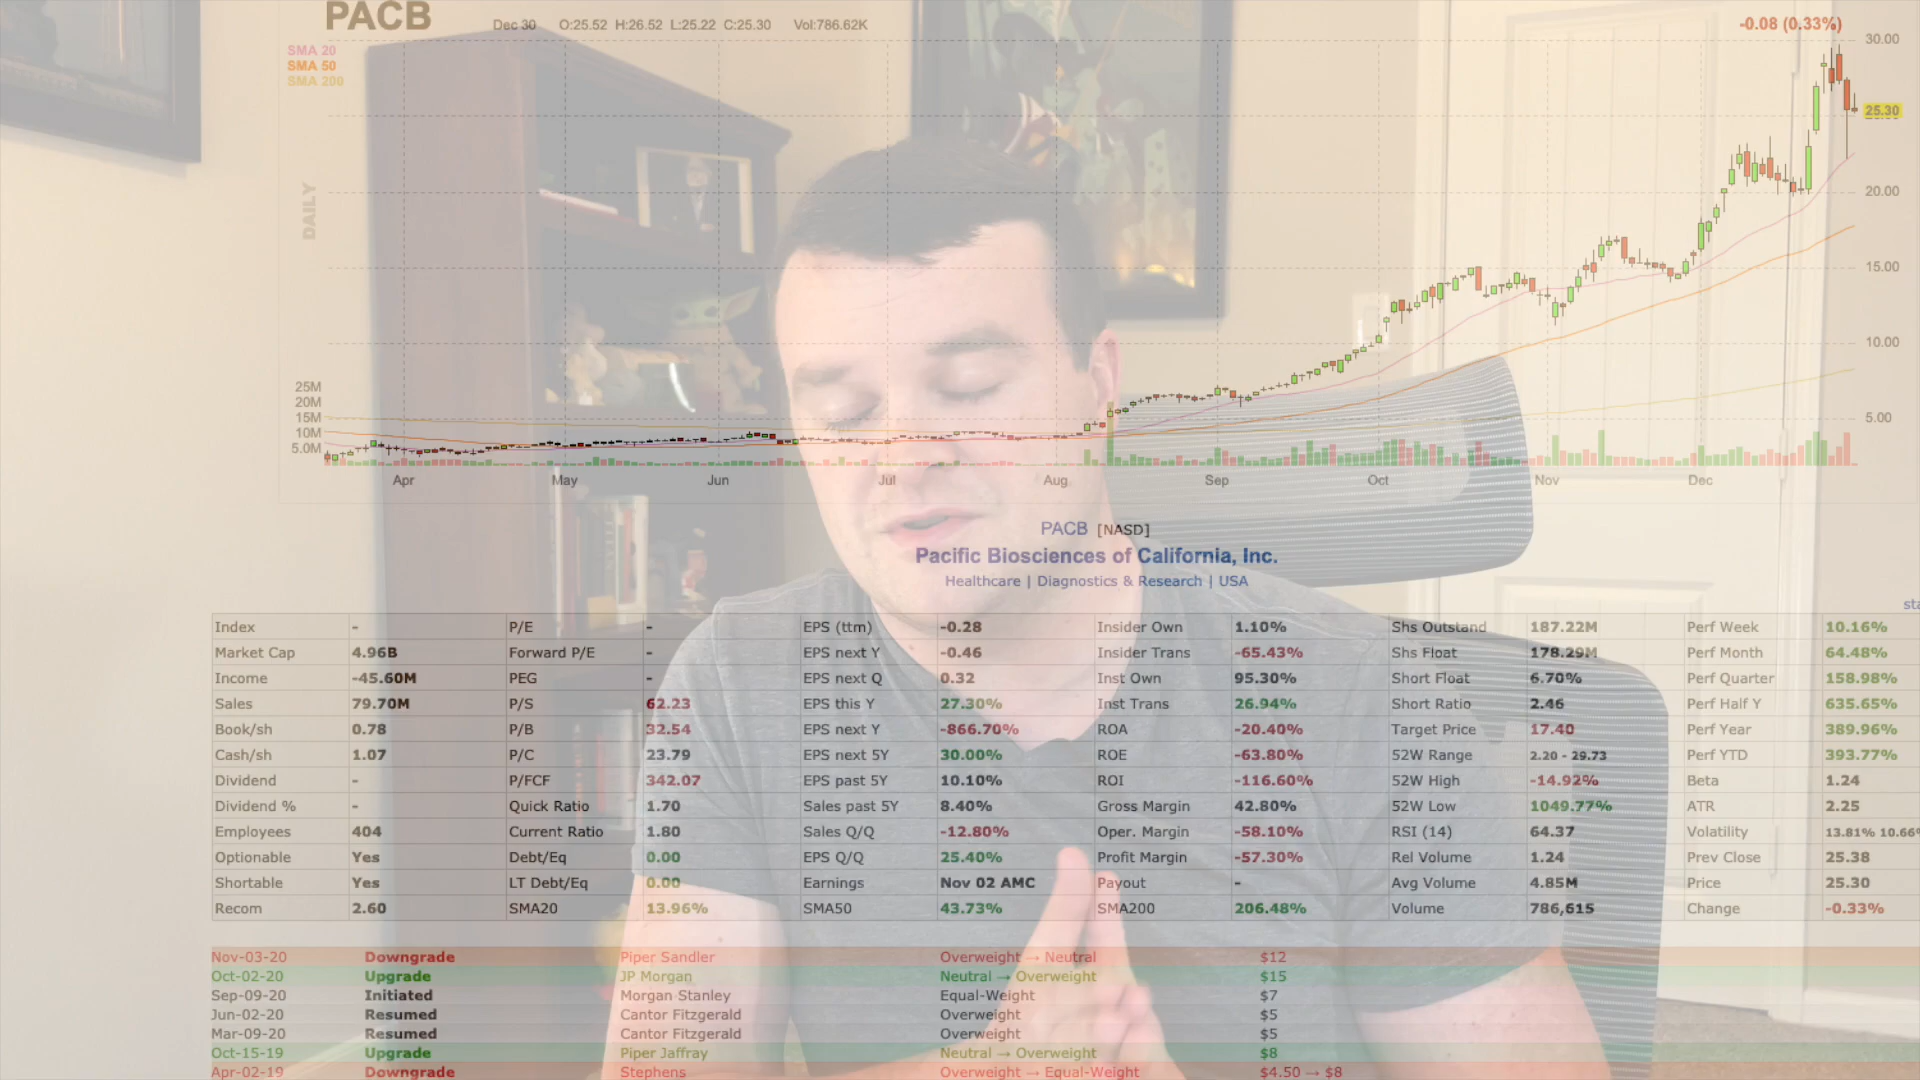 PACB Dec 30 O:25.52 H:26.52 L:25.22 C:25.30 Vol:786.62K -0.08 (0.33%)
SMA 20
SMA 50
SMA 200
DAILY
30.00
25.30
20.00
15.00
10.00
5.00
25M
20M
15M
10M
5.0M
Apr May Jun Jul Aug Sep Oct Nov Dec
PACB [NASD]
Pacific Biosciences of California, Inc.
Healthcare | Diagnostics & Research | USA
Index - P/E - EPS (ttm) -0.28 Insider Own 1.10% Shs Outstand 187.22M Perf Week 10.16%
Market Cap 4.96B Forward P/E - EPS next Y -0.46 Insider Trans -65.43% Shs Float 178.29M Perf Month 64.48%
Income -45.60M PEG - EPS next Q 0.32 Inst Own 95.30% Short Float 6.70% Perf Quarter 158.98%
Sales 79.70M P/S 62.23 EPS this Y 27.30% Inst Trans 26.94% Short Ratio 2.46 Perf Half Y 635.65%
Book/sh 0.78 P/B 32.54 EPS next Y -866.70% ROA -20.40% Target Price 17.40 Perf Year 389.96%
Cash/sh 1.07 P/C 23.79 EPS next 5Y 30.00% ROE -63.80% 52W Range 2.20 - 29.73 Perf YTD 393.77%
Dividend - P/FCF 342.07 EPS past 5Y 10.10% ROI -116.60% 52W High -14.92% Beta 1.24
Dividend % - Quick Ratio 1.70 Sales past 5Y 8.40% Gross Margin 42.80% 52W Low 1049.77% ATR 2.25
Employees 404 Current Ratio 1.80 Sales Q/Q -12.80% Oper. Margin -58.10% RSI (14) 64.37 Volatility 13.81% 10.66%
Optionable Yes Debt/Eq 0.00 EPS Q/Q 25.40% Profit Margin -57.30% Rel Volume 1.24 Prev Close 25.38
Shortable Yes LT Debt/Eq 0.00 Earnings Nov 02 AMC Payout - Avg Volume 4.85M Price 25.30
Recom 2.60 SMA20 13.96% SMA50 43.73% SMA200 206.48% Volume 786,615 Change -0.33%
Nov-03-20 Downgrade Piper Sandler Overweight → Neutral $12
Oct-02-20 Upgrade JP Morgan Neutral → Overweight $15
Sep-09-20 Initiated Morgan Stanley Equal-Weight $7
Jun-02-20 Resumed Cantor Fitzgerald Overweight $5
Mar-09-20 Resumed Cantor Fitzgerald Overweight $5
Oct-15-19 Upgrade Piper Jaffray Neutral → Overweight $8
Apr-02-19 Downgrade Stephens Overweight → Equal-Weight $4.50 → $8